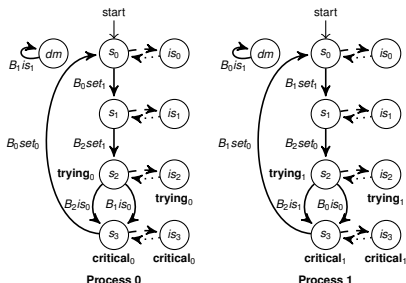 start
start
dm
s0
is0
dm
s0
is0
B1is1
B0is1
B0set1
B1set1
s1
is1
s1
is1
B0set0
B2set1
B1set0
B2set0
trying0
s2
is2
trying1
s2
is2
B2is0
B1is0
trying0
B2is1
B0is0
trying1
s3
is3
s3
is3
critical0
critical0
critical1
critical1
Process 0
Process 1